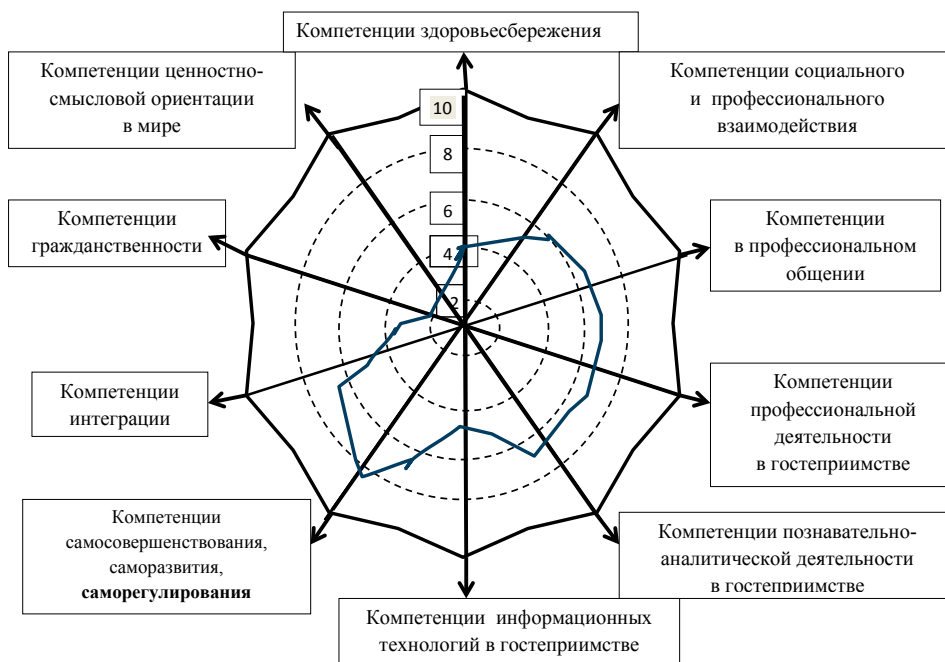 Компетенции здоровьесбережения
Компетенции ценностно-
смысловой ориентации
в мире
Компетенции социального
и профессионального
взаимодействия
10
8
6
4
2
Компетенции
гражданственности
Компетенции
в профессиональном
общении
Компетенции
интеграции
Компетенции
профессиональной
деятельности
в гостеприимстве
Компетенции
самосовершенствования,
саморазвития,
саморегулирования
Компетенции познавательно-
аналитической деятельности
в гостеприимстве
Компетенции информационных
технологий в гостеприимстве